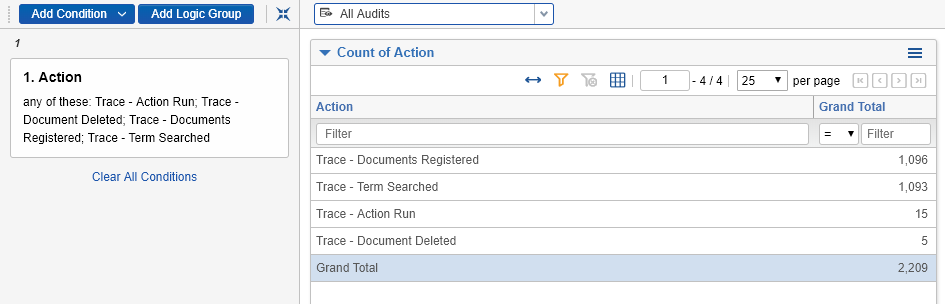 Add Condition
Add Logic Group
All Audits
1
1. Action
any of these: Trace - Action Run; Trace -
Document Deleted; Trace - Documents
Registered; Trace - Term Searched
Clear All Conditions
Count of Action
1 - 4 / 4 25 per page
Action Grand Total
Filter = Filter
Trace - Documents Registered 1,096
Trace - Term Searched 1,093
Trace - Action Run 15
Trace - Document Deleted 5
Grand Total 2,209